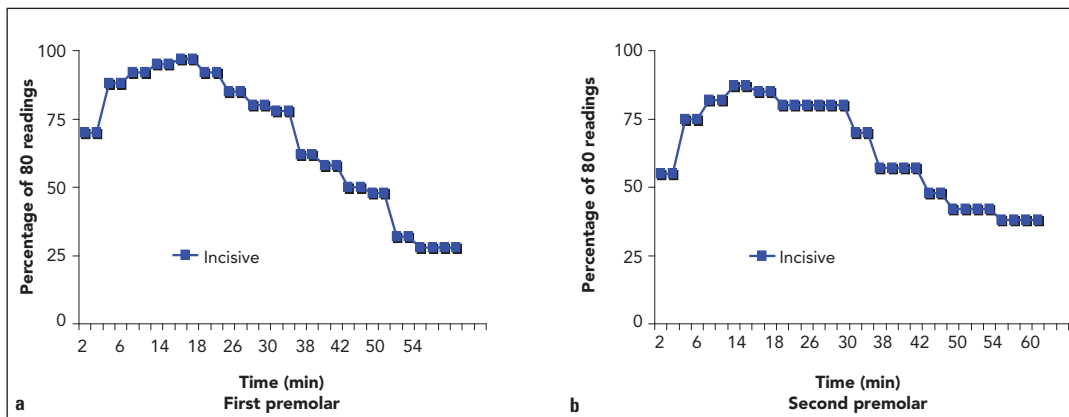 100
75
50
25
0
Percentage of 80 readings
Incisive
2 6 14 18 26 30 38 42 50 54
Time (min)
First premolar
a
100
75
50
25
0
Percentage of 80 readings
Incisive
2 6 14 18 26 30 38 42 50 54 60
Time (min)
Second premolar
b